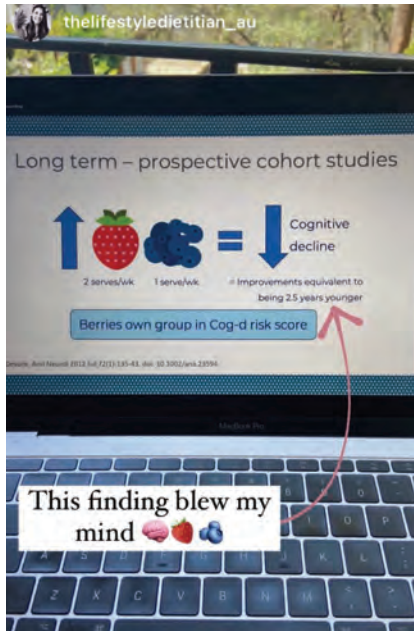 thelifestyledietitian_au
Long term – prospective cohort studies
Cognitive
decline
2 serves/wk 1 serve/wk = Improvements equivalent to
being 2.5 years younger
Berries own group in Cog-d risk score
Ann Neurol 2012 Jul;72(1):135-43. doi: 10.1002/ana.23594.
MacBook Pro
This finding blew my
mind 🧠🍓🫐
O P
A S D K L
Z X C V B N M